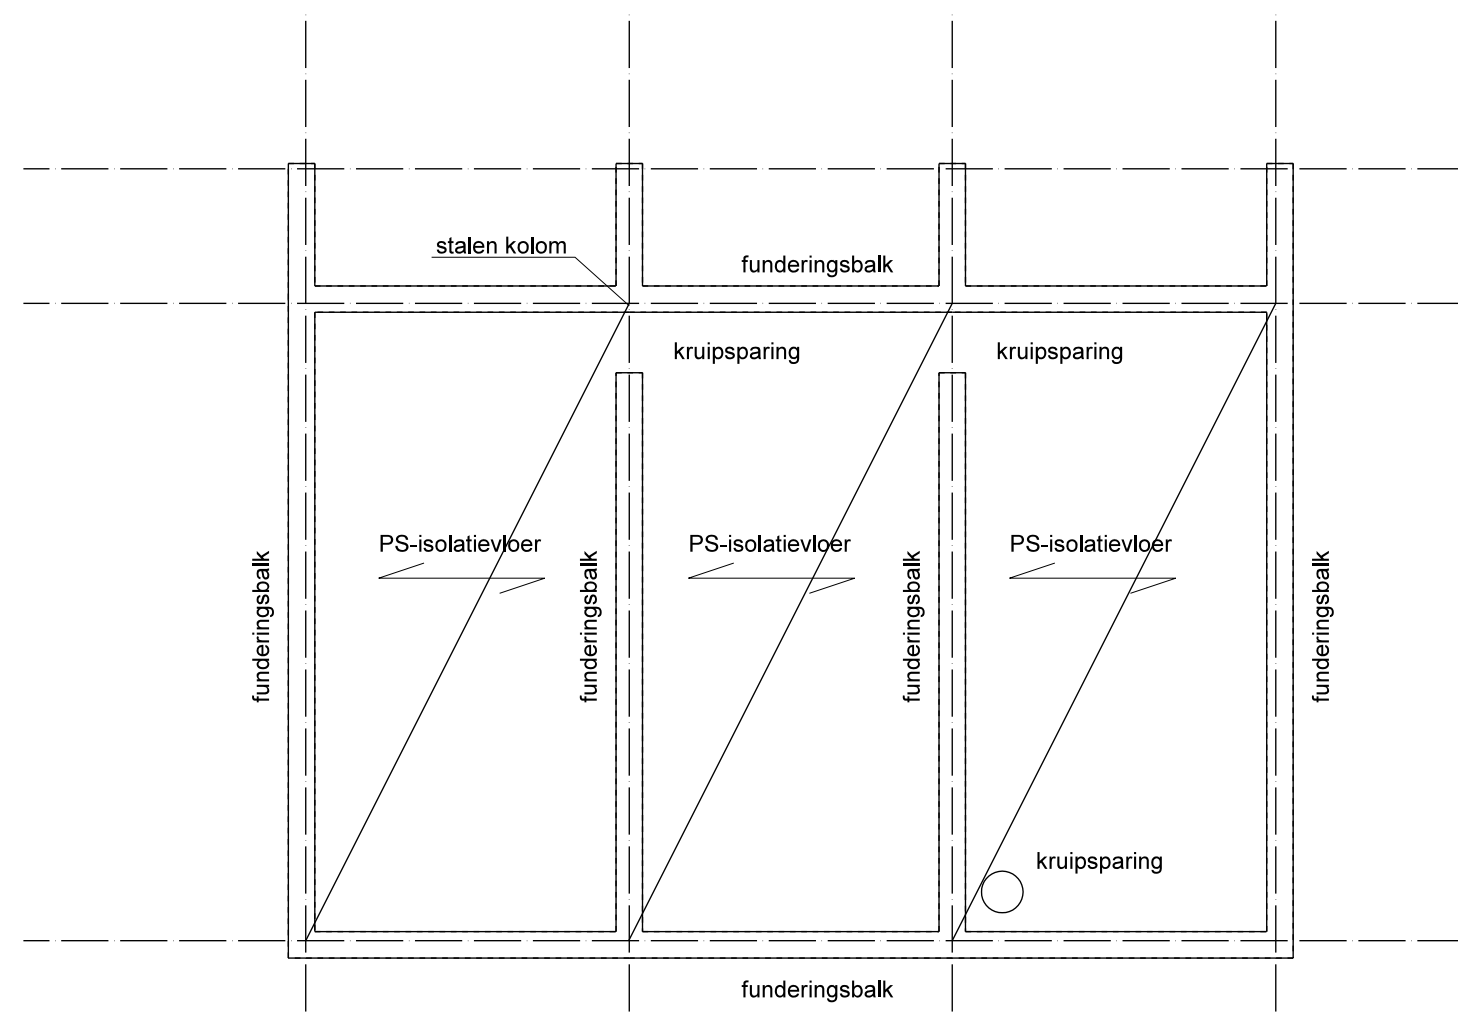 stalen kolom
funderingsbalk
kruipsparing
kruipsparing
PS-isolatievloer
PS-isolatievloer
PS-isolatievloer
funderingsbalk
funderingsbalk
funderingsbalk
funderingsbalk
kruipsparing
funderingsbalk